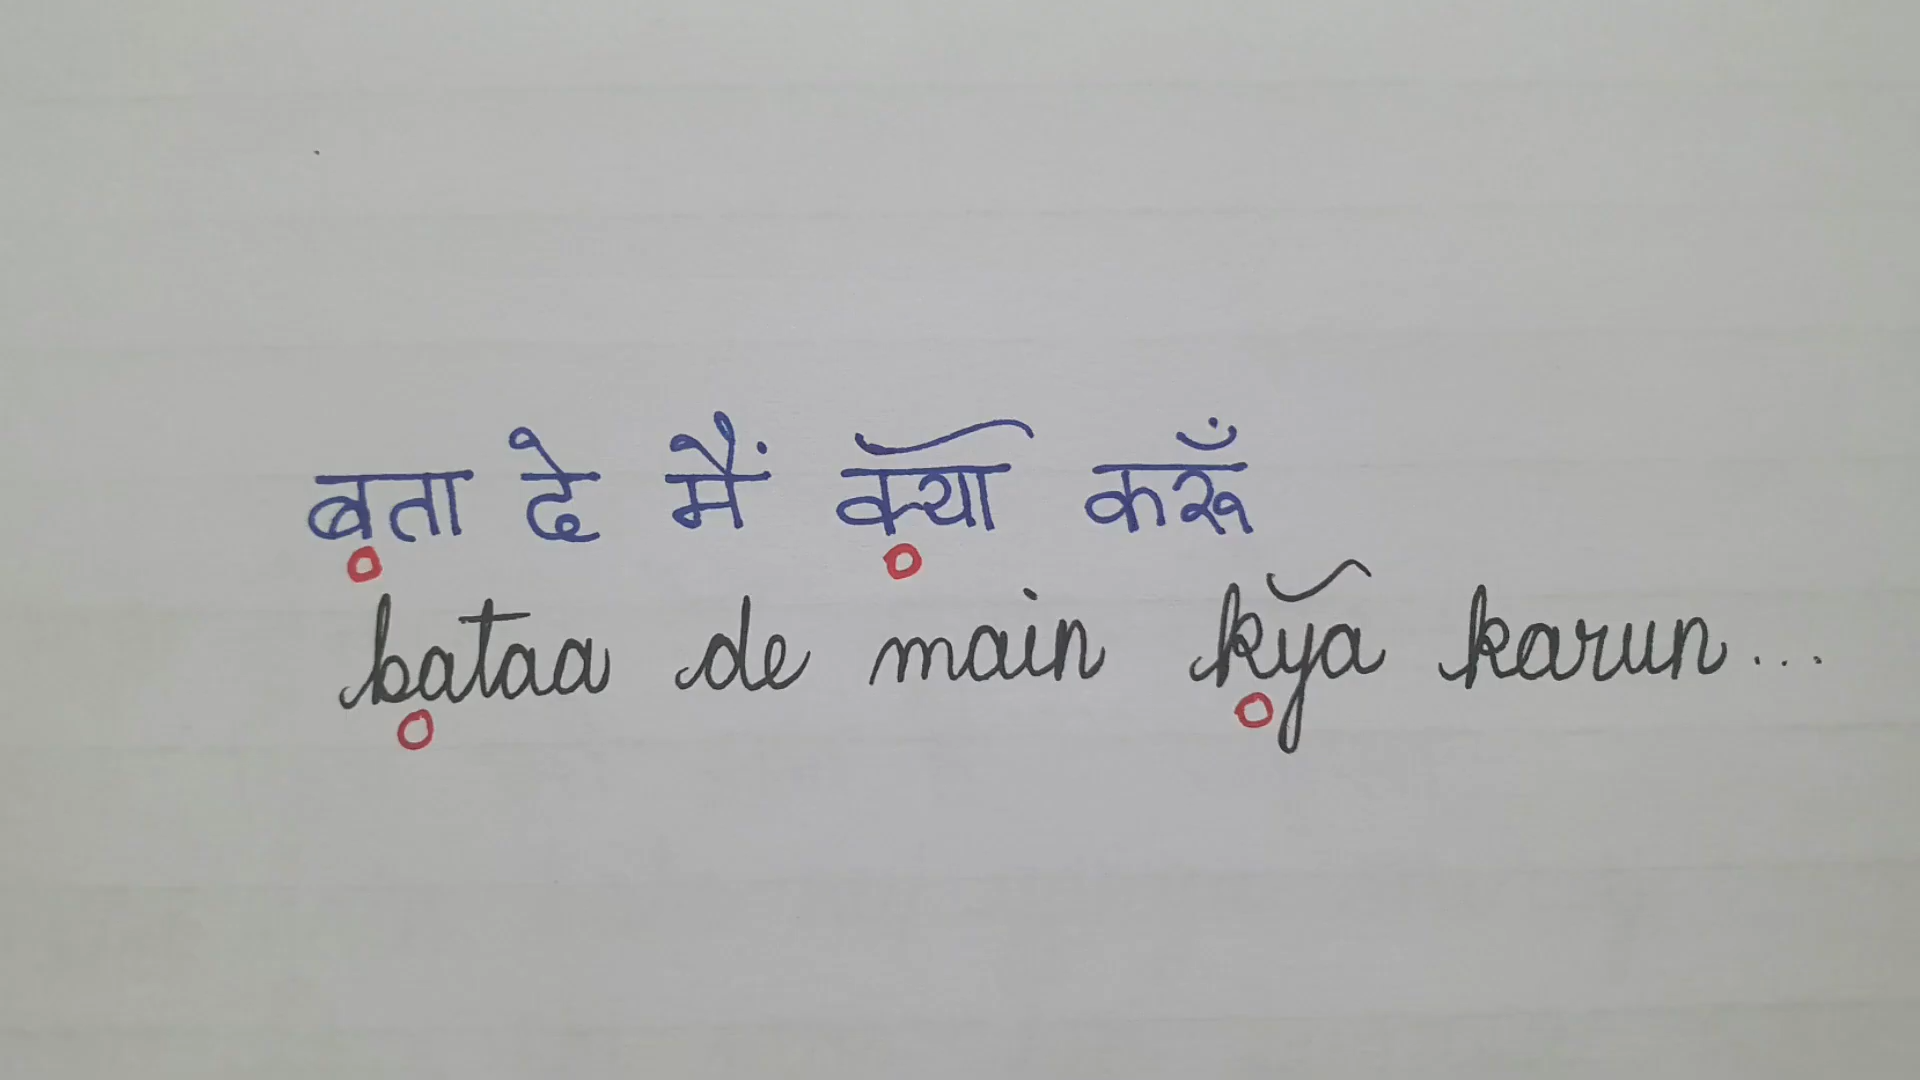 बता दे मैं क्या करूँ
bataa de main kya karun...